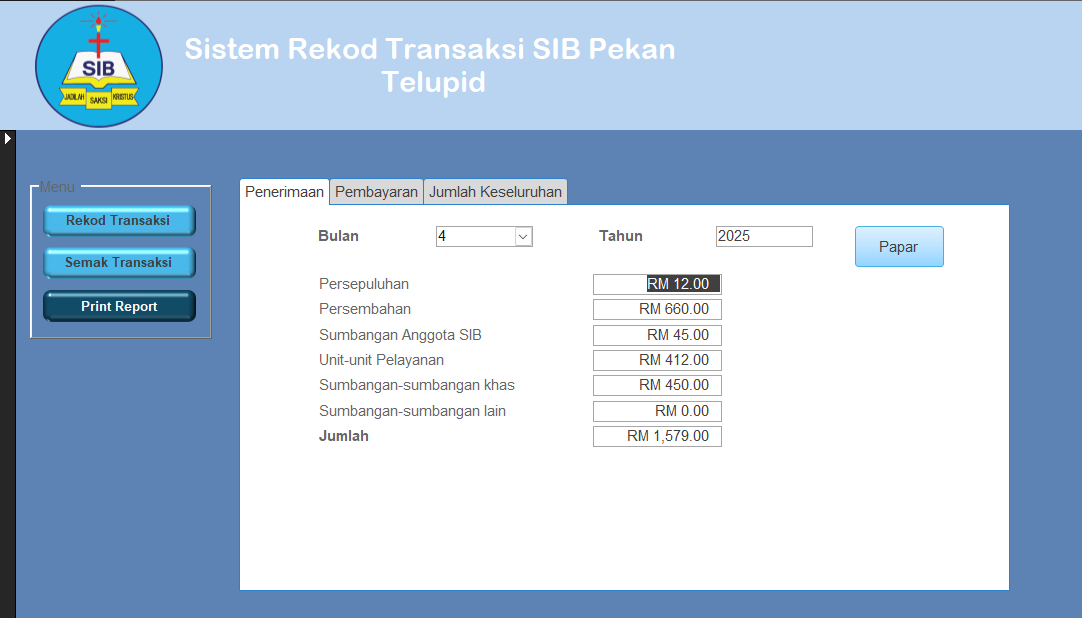 Sistem Rekod Transaksi SIB Pekan
Telupid
SIB
JADILAH SAKSI KRISTUS
Menu
Rekod Transaksi
Semak Transaksi
Print Report
Penerimaan Pembayaran Jumlah Keseluruhan
Bulan 4 Tahun 2025 Papar
Persepuluhan RM 12.00
Persembahan RM 660.00
Sumbangan Anggota SIB RM 45.00
Unit-unit Pelayanan RM 412.00
Sumbangan-sumbangan khas RM 450.00
Sumbangan-sumbangan lain RM 0.00
Jumlah RM 1,579.00